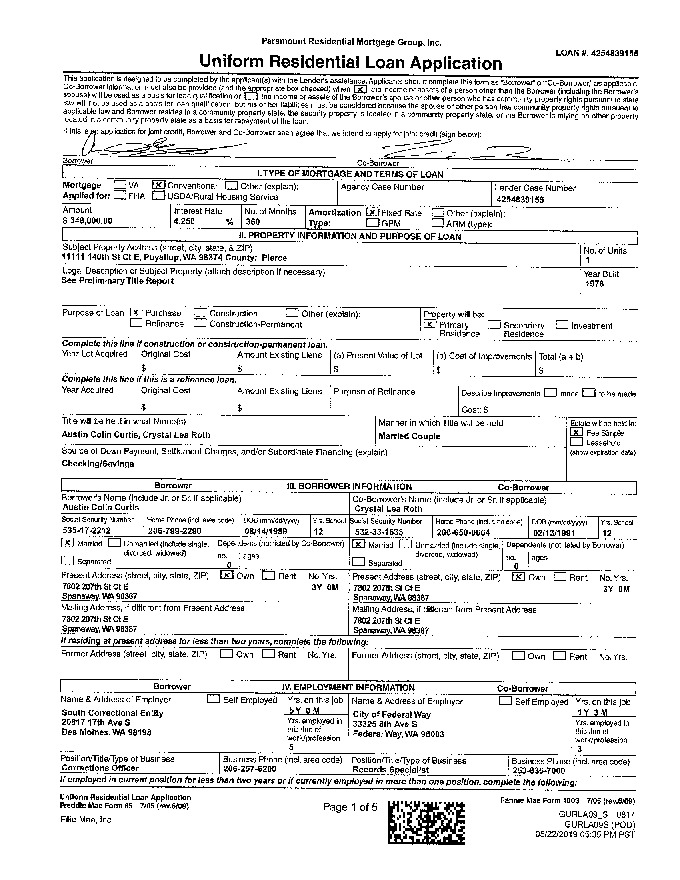 Paramount Residential Mortgage Group, Inc.
LOAN #: 4254839155
Uniform Residential Loan Application
This application is designed to be completed by the applicant(s) with the Lender's assistance. Applicants should complete this form as "Borrower" or "Co-Borrower," as applicable.
Co-Borrower information must also be provided (and the appropriate box checked) when [X] the income or assets of a person other than the Borrower (including the Borrower's
spouse) will be used as a basis for loan qualification or [ ] the income or assets of the Borrower's spouse or other person who has community property rights pursuant to state
law will not be used as a basis for loan qualification, but his or her liabilities must be considered because the spouse or other person has community property rights pursuant to
applicable law and Borrower resides in a community property state, the security property is located in a community property state, or the Borrower is relying on other property
located in a community property state as a basis for repayment of the loan.
If this is an application for joint credit, Borrower and Co-Borrower each agree that we intend to apply for joint credit (sign below):
Borrower Co-Borrower
I. TYPE OF MORTGAGE AND TERMS OF LOAN
Mortgage [ ] VA [X] Conventional [ ] Other (explain): Agency Case Number Lender Case Number
Applied for: [ ] FHA [ ] USDA/Rural Housing Service 4254839155
Amount Interest Rate No. of Months Amortization [X] Fixed Rate [ ] Other (explain):
$ 348,000.00 4.250 % 360 Type: [ ] GPM [ ] ARM (type):
II. PROPERTY INFORMATION AND PURPOSE OF LOAN
Subject Property Address (street, city, state, & ZIP) No. of Units
11111 140th St Ct E, Puyallup, WA 98374 County: Pierce 1
Legal Description of Subject Property (attach description if necessary) Year Built
See Preliminary Title Report 1978
Purpose of Loan [X] Purchase [ ] Construction [ ] Other (explain): Property will be:
[ ] Refinance [ ] Construction-Permanent [X] Primary Residence [ ] Secondary Residence [ ] Investment
Complete this line if construction or construction-permanent loan.
Year Lot Acquired Original Cost Amount Existing Liens (a) Present Value of Lot (b) Cost of Improvements Total (a + b)
$ $ $ $ $
Complete this line if this is a refinance loan.
Year Acquired Original Cost Amount Existing Liens Purpose of Refinance Describe Improvements [ ] made [ ] to be made
$ $ Cost: $
Title will be held in what Name(s) Manner in which Title will be held Estate will be held in:
Austin Colin Curtis, Crystal Lea Roth Married Couple [X] Fee Simple
[ ] Leasehold
Source of Down Payment, Settlement Charges, and/or Subordinate Financing (explain) (show expiration date)
Checking/Savings
Borrower III. BORROWER INFORMATION Co-Borrower
Borrower's Name (include Jr. or Sr. if applicable) Co-Borrower's Name (include Jr. or Sr. if applicable)
Austin Colin Curtis Crystal Lea Roth
Social Security Number Home Phone (incl. area code) DOB (mm/dd/yyyy) Yrs. School Social Security Number Home Phone (incl. area code) DOB (mm/dd/yyyy) Yrs. School
12 02/12/1991 12
[X] Married [ ] Unmarried (include single, divorced, widowed) Dependents (not listed by Co-Borrower) [X] Married [ ] Unmarried (include single, divorced, widowed) Dependents (not listed by Borrower)
[ ] Separated no. 0 ages [ ] Separated no. 0 ages
Present Address (street, city, state, ZIP) [X] Own [ ] Rent No. Yrs. Present Address (street, city, state, ZIP) [X] Own [ ] Rent No. Yrs.
7802 207th St Ct E 3Y 0M 7802 207th St Ct E 3Y 0M
Spanaway, WA 98387 Spanaway, WA 98387
Mailing Address, if different from Present Address Mailing Address, if different from Present Address
7802 207th St Ct E 7802 207th St Ct E
Spanaway, WA 98387 Spanaway, WA 98387
If residing at present address for less than two years, complete the following:
Former Address (street, city, state, ZIP) [ ] Own [ ] Rent No. Yrs. Former Address (street, city, state, ZIP) [ ] Own [ ] Rent No. Yrs.
Borrower IV. EMPLOYMENT INFORMATION Co-Borrower
Name & Address of Employer [ ] Self Employed Yrs. on this job Name & Address of Employer [ ] Self Employed Yrs. on this job
5Y 0M 1Y 3M
South Correctional Entity City of Federal Way
20817 17th Ave S 33325 8th Ave S
Des Moines, WA 98198 Federal Way, WA 98003
Yrs. employed in this line of work/profession Yrs. employed in this line of work/profession
5 3
Position/Title/Type of Business Business Phone (incl. area code) Position/Title/Type of Business Business Phone (incl. area code)
Corrections Officer 206-257-6200 Records Specialist 253-835-7000
If employed in current position for less than two years or if currently employed in more than one position, complete the following:
Uniform Residential Loan Application
Freddie Mac Form 65 7/05 (rev.6/09) Page 1 of 5 Fannie Mae Form 1003 7/05 (rev.6/09)
Ellie Mae, Inc. GURLA09_S 0817
GURLA09S (POD)
05/22/2019 05:35 PM PST